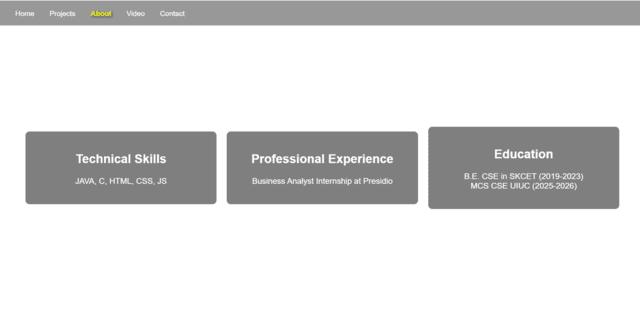 Home Projects About Video Contact
Technical Skills
JAVA, C, HTML, CSS, JS
Professional Experience
Business Analyst Internship at Presidio
Education
B.E. CSE in SKCET (2019-2023)
MCS CSE UIUC (2025-2026)